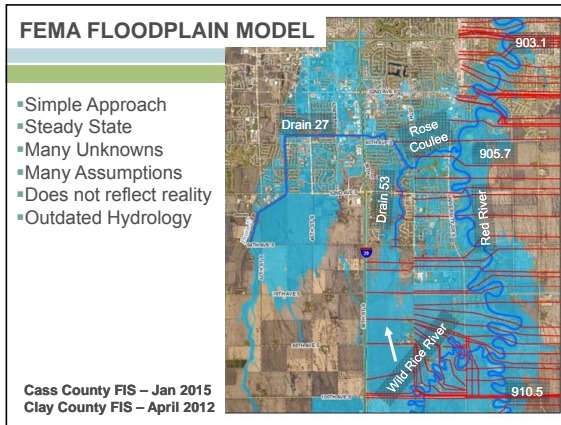 FEMA FLOODPLAIN MODEL
▪Simple Approach
▪Steady State
▪Many Unknowns
▪Many Assumptions
▪Does not reflect reality
▪Outdated Hydrology
Cass County FIS – Jan 2015
Clay County FIS – April 2012
903.1
Drain 27
Rose
Coulee
905.7
Drain 53
Red River
29
Wild Rice River
910.5